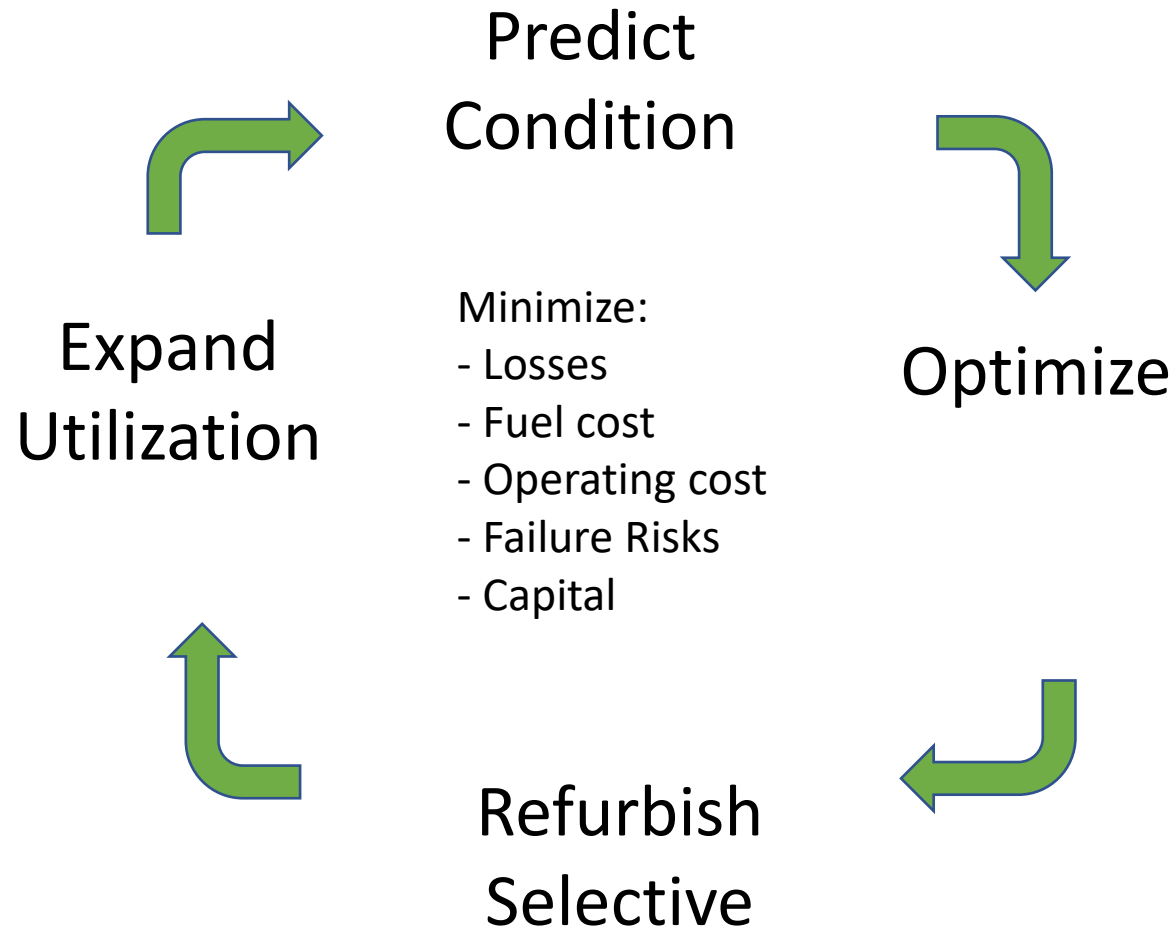 Predict
Condition
Expand
Utilization
Minimize:
- Losses
- Fuel cost
- Operating cost
- Failure Risks
- Capital
Optimize
Refurbish
Selective